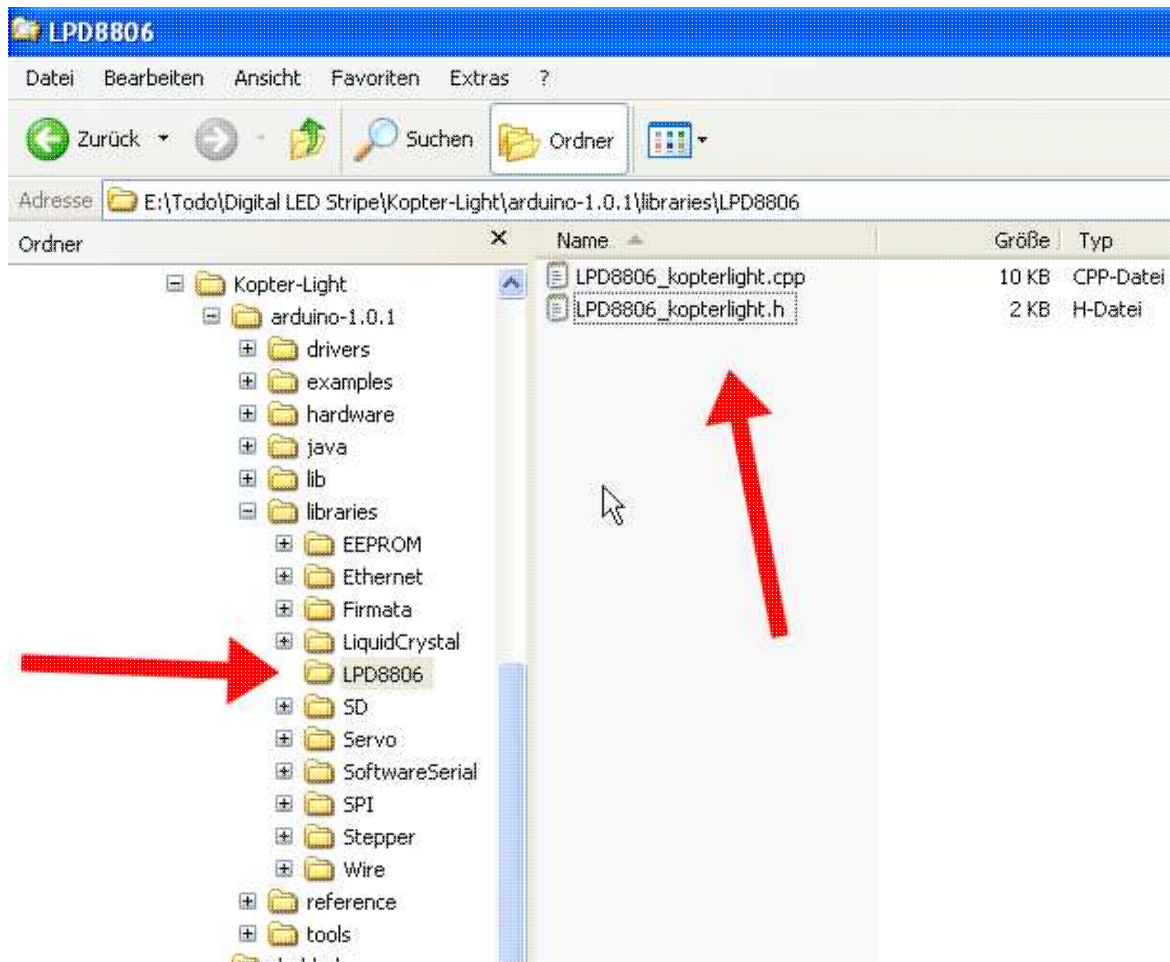 LPD8806
Datei Bearbeiten Ansicht Favoriten Extras ?
Zurück Suchen Ordner
Adresse E:\Todo\Digital LED Stripe\Kopter-Light\arduino-1.0.1\libraries\LPD8806
Ordner x Name Größe Typ
Kopter-Light
arduino-1.0.1
drivers
examples
hardware
java
lib
libraries
EEPROM
Ethernet
Firmata
LiquidCrystal
LPD8806
SD
Servo
SoftwareSerial
SPI
Stepper
Wire
reference
tools
LPD8806_kopterlight.cpp 10 KB CPP-Datei
LPD8806_kopterlight.h 2 KB H-Datei